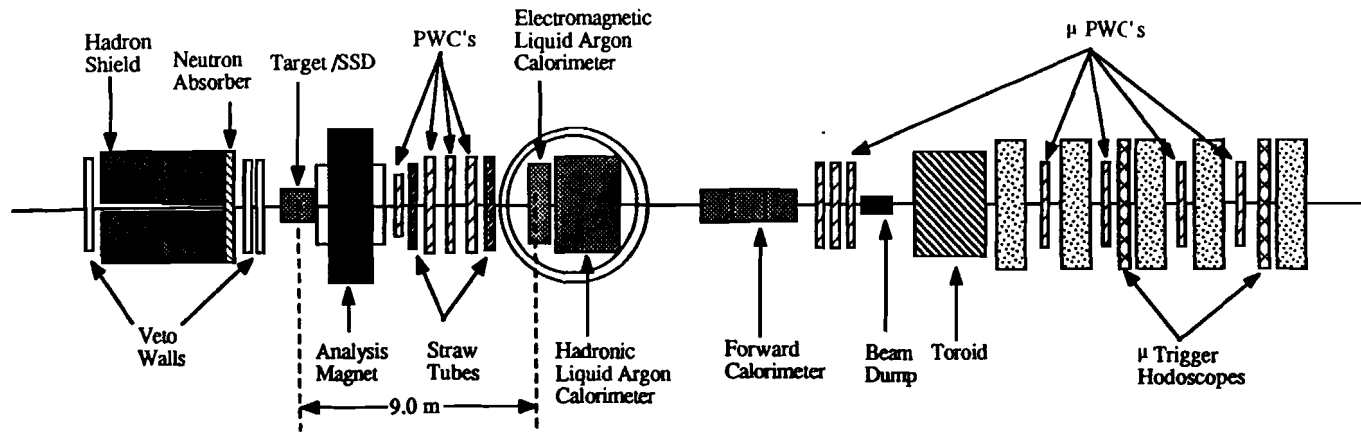 Hadron
Shield
Neutron
Absorber
Target /SSD
PWC's
Electromagnetic
Liquid Argon
Calorimeter
μ PWC's
Veto
Walls
Analysis
Magnet
Straw
Tubes
Hadronic
Liquid Argon
Calorimeter
Forward
Calorimeter
Beam
Dump
Toroid
μ Trigger
Hodoscopes
9.0 m